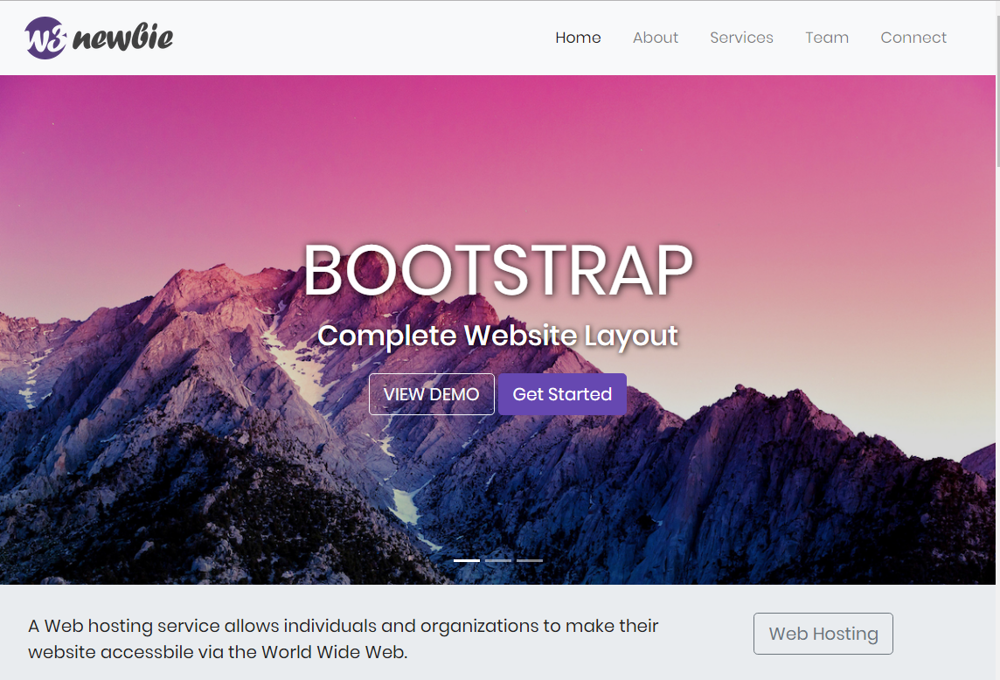 W3 newbie
Home About Services Team Connect
BOOTSTRAP
Complete Website Layout
VIEW DEMO Get Started
A Web hosting service allows individuals and organizations to make their
website accessbile via the World Wide Web.
Web Hosting